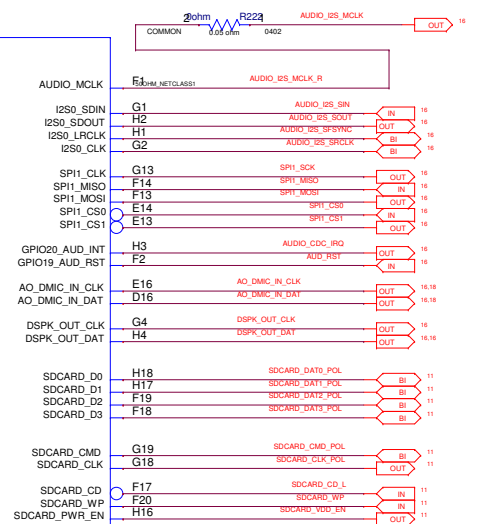 0ohm R223 AUDIO_I2S_MCLK OUT 16
2 1
COMMON 0.05 ohm 0402
AUDIO_MCLK F1 50OHM_NETCLASS1 AUDIO_I2S_MCLK_R
I2S0_SDIN G1 AUDIO_I2S_SIN IN 16
I2S0_SDOUT H2 AUDIO_I2S_SOUT OUT 16
I2S0_LRCLK H1 AUDIO_I2S_SFSYNC BI 16
I2S0_CLK G2 AUDIO_I2S_SRCLK BI 16
SPI1_CLK G13 SPI1_SCK OUT 16
SPI1_MISO F14 SPI1_MISO IN 16
SPI1_MOSI F13 SPI1_MOSI OUT 16
SPI1_CS0 E14 SPI1_CS0 IN 16
SPI1_CS1 E13 SPI1_CS1 OUT 16
GPIO20_AUD_INT H3 AUDIO_CDC_IRQ OUT 16
GPIO19_AUD_RST F2 AUD_RST IN 16
AO_DMIC_IN_CLK E16 AO_DMIC_IN_CLK OUT 16,18
AO_DMIC_IN_DAT D16 AO_DMIC_IN_DAT OUT 16,18
DSPK_OUT_CLK G4 DSPK_OUT_CLK OUT 16
DSPK_OUT_DAT H4 DSPK_OUT_DAT OUT 16,16
SDCARD_D0 H18 SDCARD_DAT0_POL BI 11
SDCARD_D1 H17 SDCARD_DAT1_POL BI 11
SDCARD_D2 F19 SDCARD_DAT2_POL BI 11
SDCARD_D3 F18 SDCARD_DAT3_POL BI 11
SDCARD_CMD G19 SDCARD_CMD_POL BI 11
SDCARD_CLK G18 SDCARD_CLK_POL OUT 11
SDCARD_CD F17 SDCARD_CD_L IN 11
SDCARD_WP F20 SDCARD_WP IN 11
SDCARD_PWR_EN H16 SDCARD_VDD_EN OUT 11